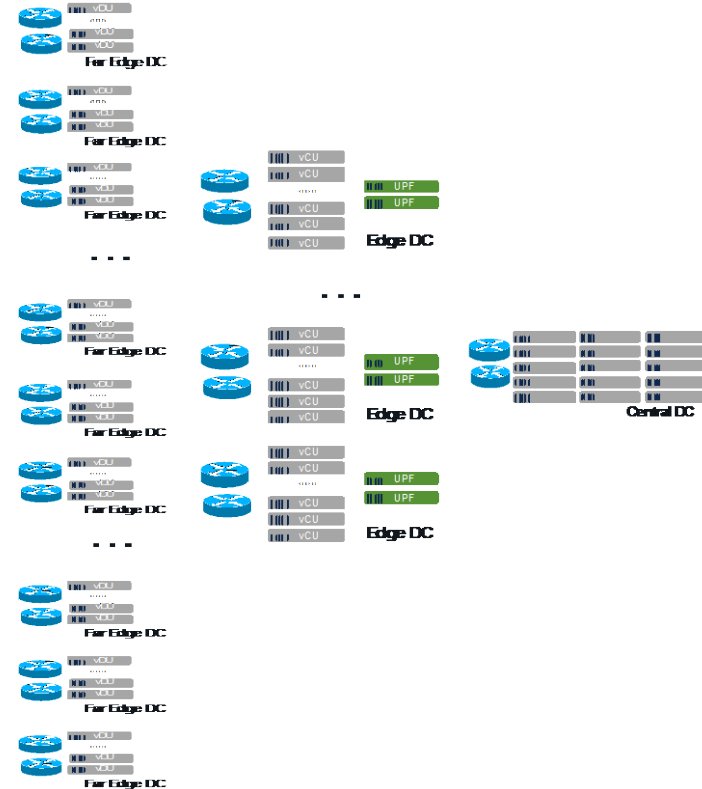 vDU
......
vDU
vDU
Far Edge DC
vDU
......
vDU
vDU
Far Edge DC
vDU
......
vDU
vDU
Far Edge DC
...
vDU
......
vDU
vDU
Far Edge DC
vDU
......
vDU
vDU
Far Edge DC
vDU
......
vDU
vDU
Far Edge DC
...
vDU
......
vDU
vDU
Far Edge DC
vDU
......
vDU
vDU
Far Edge DC
vDU
......
vDU
vDU
Far Edge DC
vCU
vCU
......
vCU
vCU
vCU
UPF
UPF
Edge DC
...
vCU
vCU
......
vCU
vCU
vCU
UPF
UPF
Edge DC
vCU
vCU
......
vCU
vCU
vCU
UPF
UPF
Edge DC
Central DC